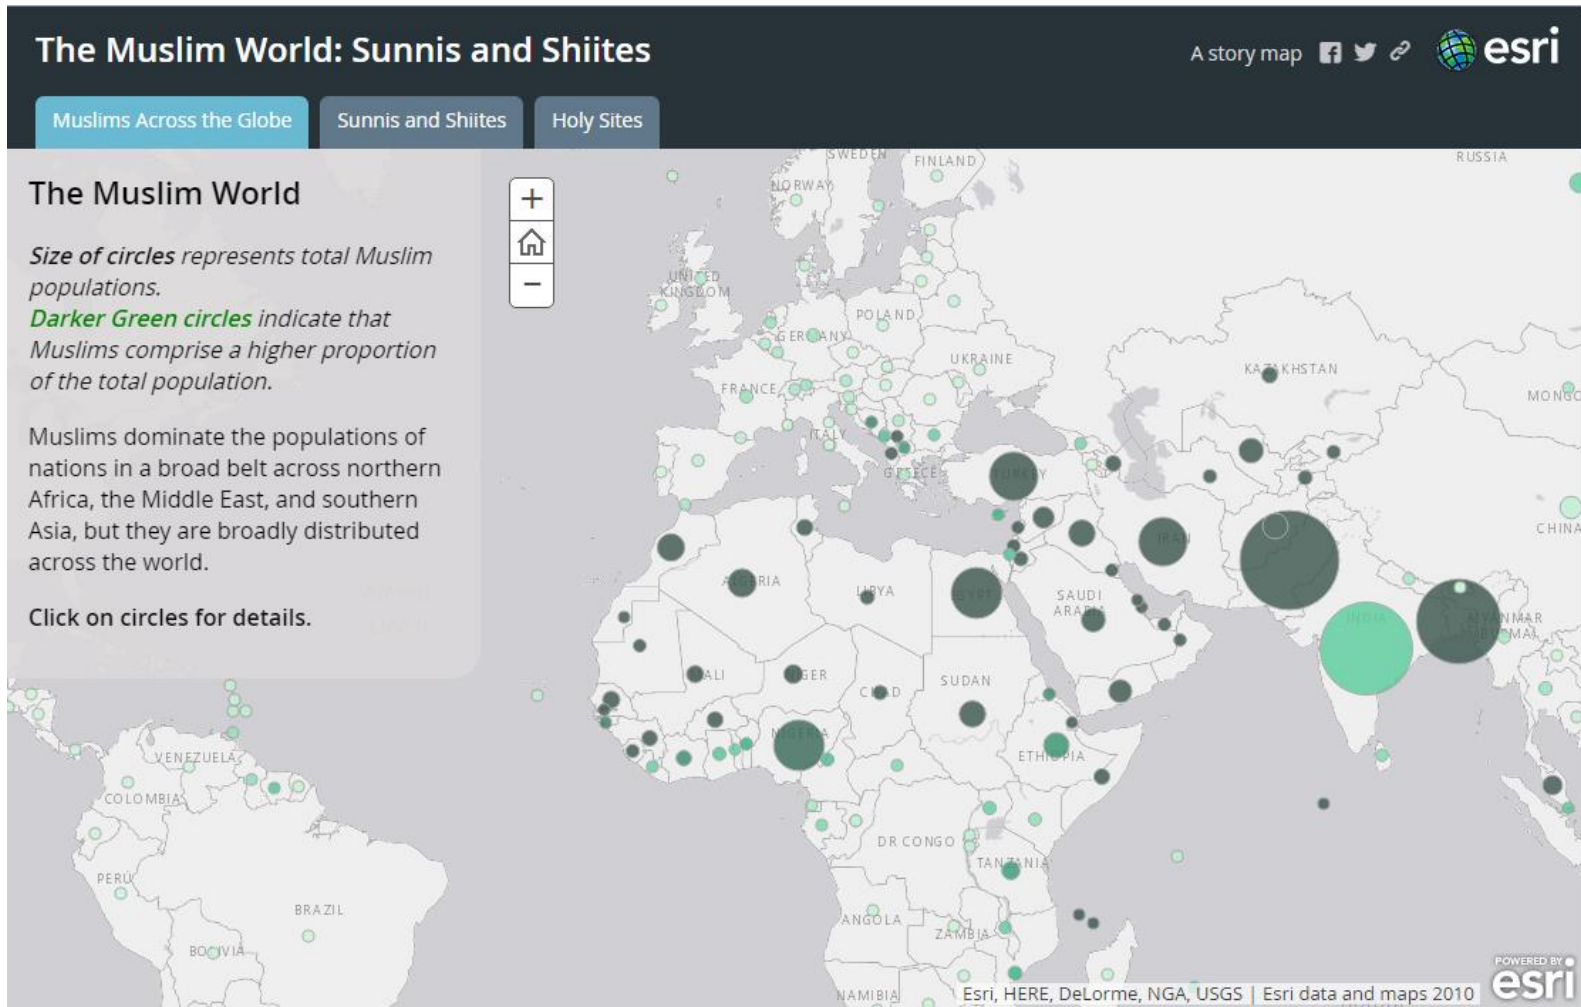 The Muslim World: Sunnis and Shiites
A story map
esri
Muslims Across the Globe
Sunnis and Shiites
Holy Sites
The Muslim World
Size of circles represents total Muslim
populations.
Darker Green circles indicate that
Muslims comprise a higher proportion
of the total population.
Muslims dominate the populations of
nations in a broad belt across northern
Africa, the Middle East, and southern
Asia, but they are broadly distributed
across the world.
Click on circles for details.
+
−
SWEDEN
FINLAND
RUSSIA
NORWAY
UNITED
KINGDOM
POLAND
GERMANY
UKRAINE
KAZAKHSTAN
FRANCE
MONGO
ITALY
GREECE
TURKEY
CHINA
IRAN
ALGERIA
LIBYA
EGYPT
SAUDI
ARABIA
INDIA
MYANMAR
BURMA
MALI
NIGER
CHAD
SUDAN
NIGERIA
ETHIOPIA
VENEZUELA
COLOMBIA
DR CONGO
TANZANIA
PERÚ
BRAZIL
ANGOLA
ZAMBIA
BOLIVIA
NAMIBIA
Esri, HERE, DeLorme, NGA, USGS | Esri data and maps 2010
POWERED BY
esri